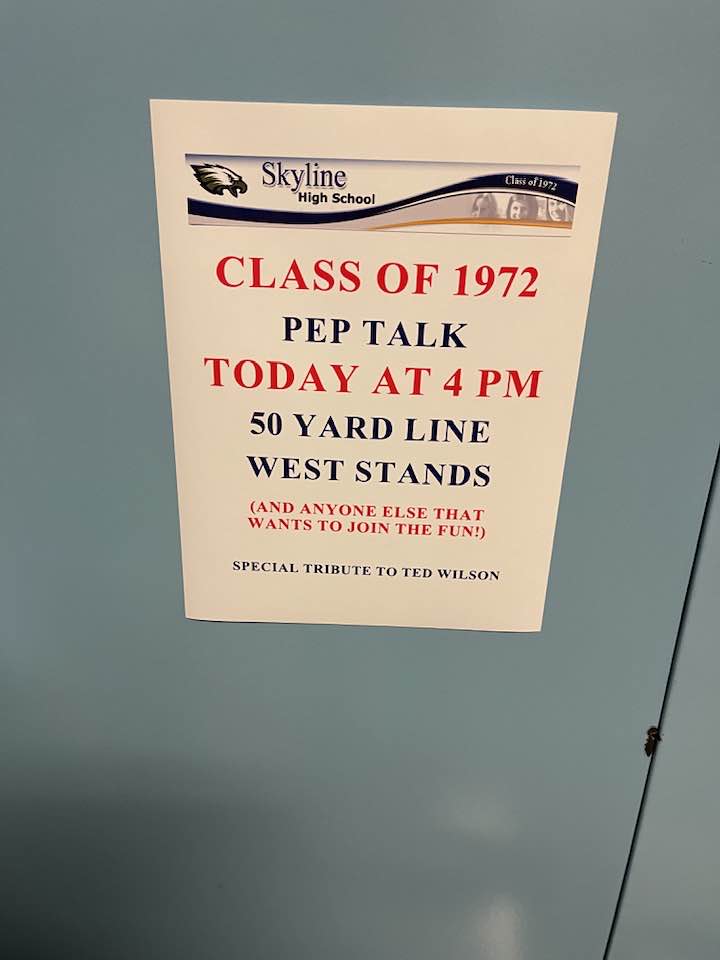 Skyline
High School
Class of 1972
CLASS OF 1972
PEP TALK
TODAY AT 4 PM
50 YARD LINE
WEST STANDS
(AND ANYONE ELSE THAT
WANTS TO JOIN THE FUN!)
SPECIAL TRIBUTE TO TED WILSON